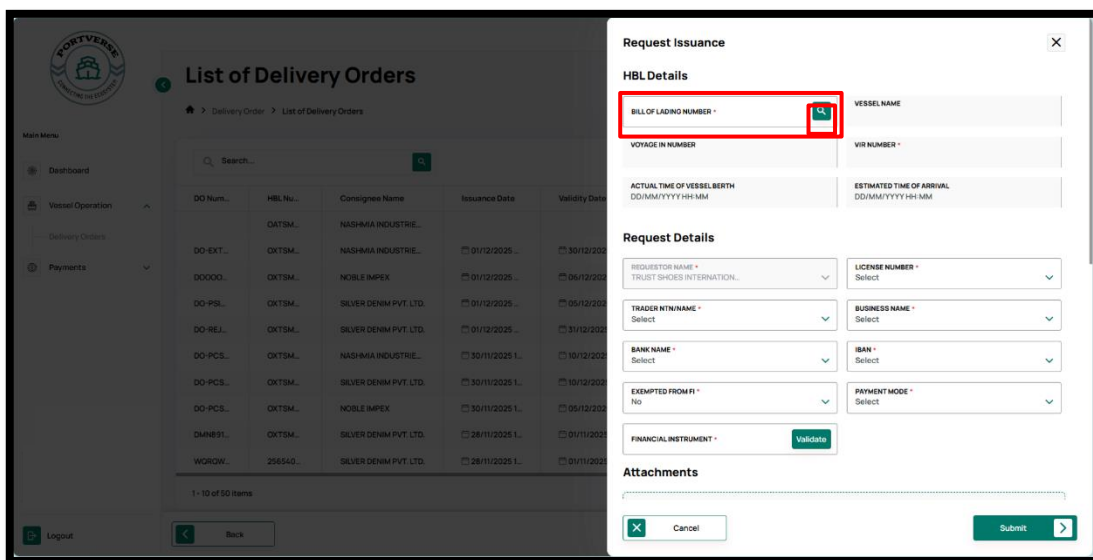 PORTVERSE
CONNECTING THE ECOSYSTEM
Main Menu
Dashboard
Vessel Operation
Delivery Orders
Payments
Logout
List of Delivery Orders
Delivery Order > List of Delivery Orders
Search...
DO Num... HBL Nu... Consignee Name Issuance Date Validity Date
OATSM... NASHMIA INDUSTRIE...
DO-EXT... OXTSM... NASHMIA INDUSTRIE... 01/12/2025 ... 30/12/202
DOOOO... OXTSM... NOBLE IMPEX 01/12/2025 ... 06/12/202
DO-PSI... OXTSM... SILVER DENIM PVT. LTD. 01/12/2025 ... 05/12/202
DO-REJ... OXTSM... SILVER DENIM PVT. LTD. 01/12/2025 ... 31/12/2025
DO-PCS... OXTSM... NASHMIA INDUSTRIE... 30/11/2025 1... 10/12/202
DO-PCS... OXTSM... SILVER DENIM PVT. LTD. 30/11/2025 1... 10/12/202
DO-PCS... OXTSM... NOBLE IMPEX 30/11/2025 1... 05/12/202
DMN891... OXTSM... SILVER DENIM PVT. LTD. 28/11/2025 1... 01/11/2025
WQROW... 256540... SILVER DENIM PVT. LTD. 28/11/2025 1... 01/11/2025
1 - 10 of 50 items
Back
Request Issuance
HBL Details
BILL OF LADING NUMBER *
VESSEL NAME
VOYAGE IN NUMBER
VIR NUMBER *
ACTUAL TIME OF VESSEL BERTH
DD/MM/YYYY HH:MM
ESTIMATED TIME OF ARRIVAL
DD/MM/YYYY HH:MM
Request Details
REQUESTOR NAME *
TRUST SHOES INTERNATION...
LICENSE NUMBER *
Select
TRADER NTN/NAME *
Select
BUSINESS NAME *
Select
BANK NAME *
Select
IBAN *
Select
EXEMPTED FROM FI *
No
PAYMENT MODE *
Select
FINANCIAL INSTRUMENT *
Validate
Attachments
Cancel
Submit